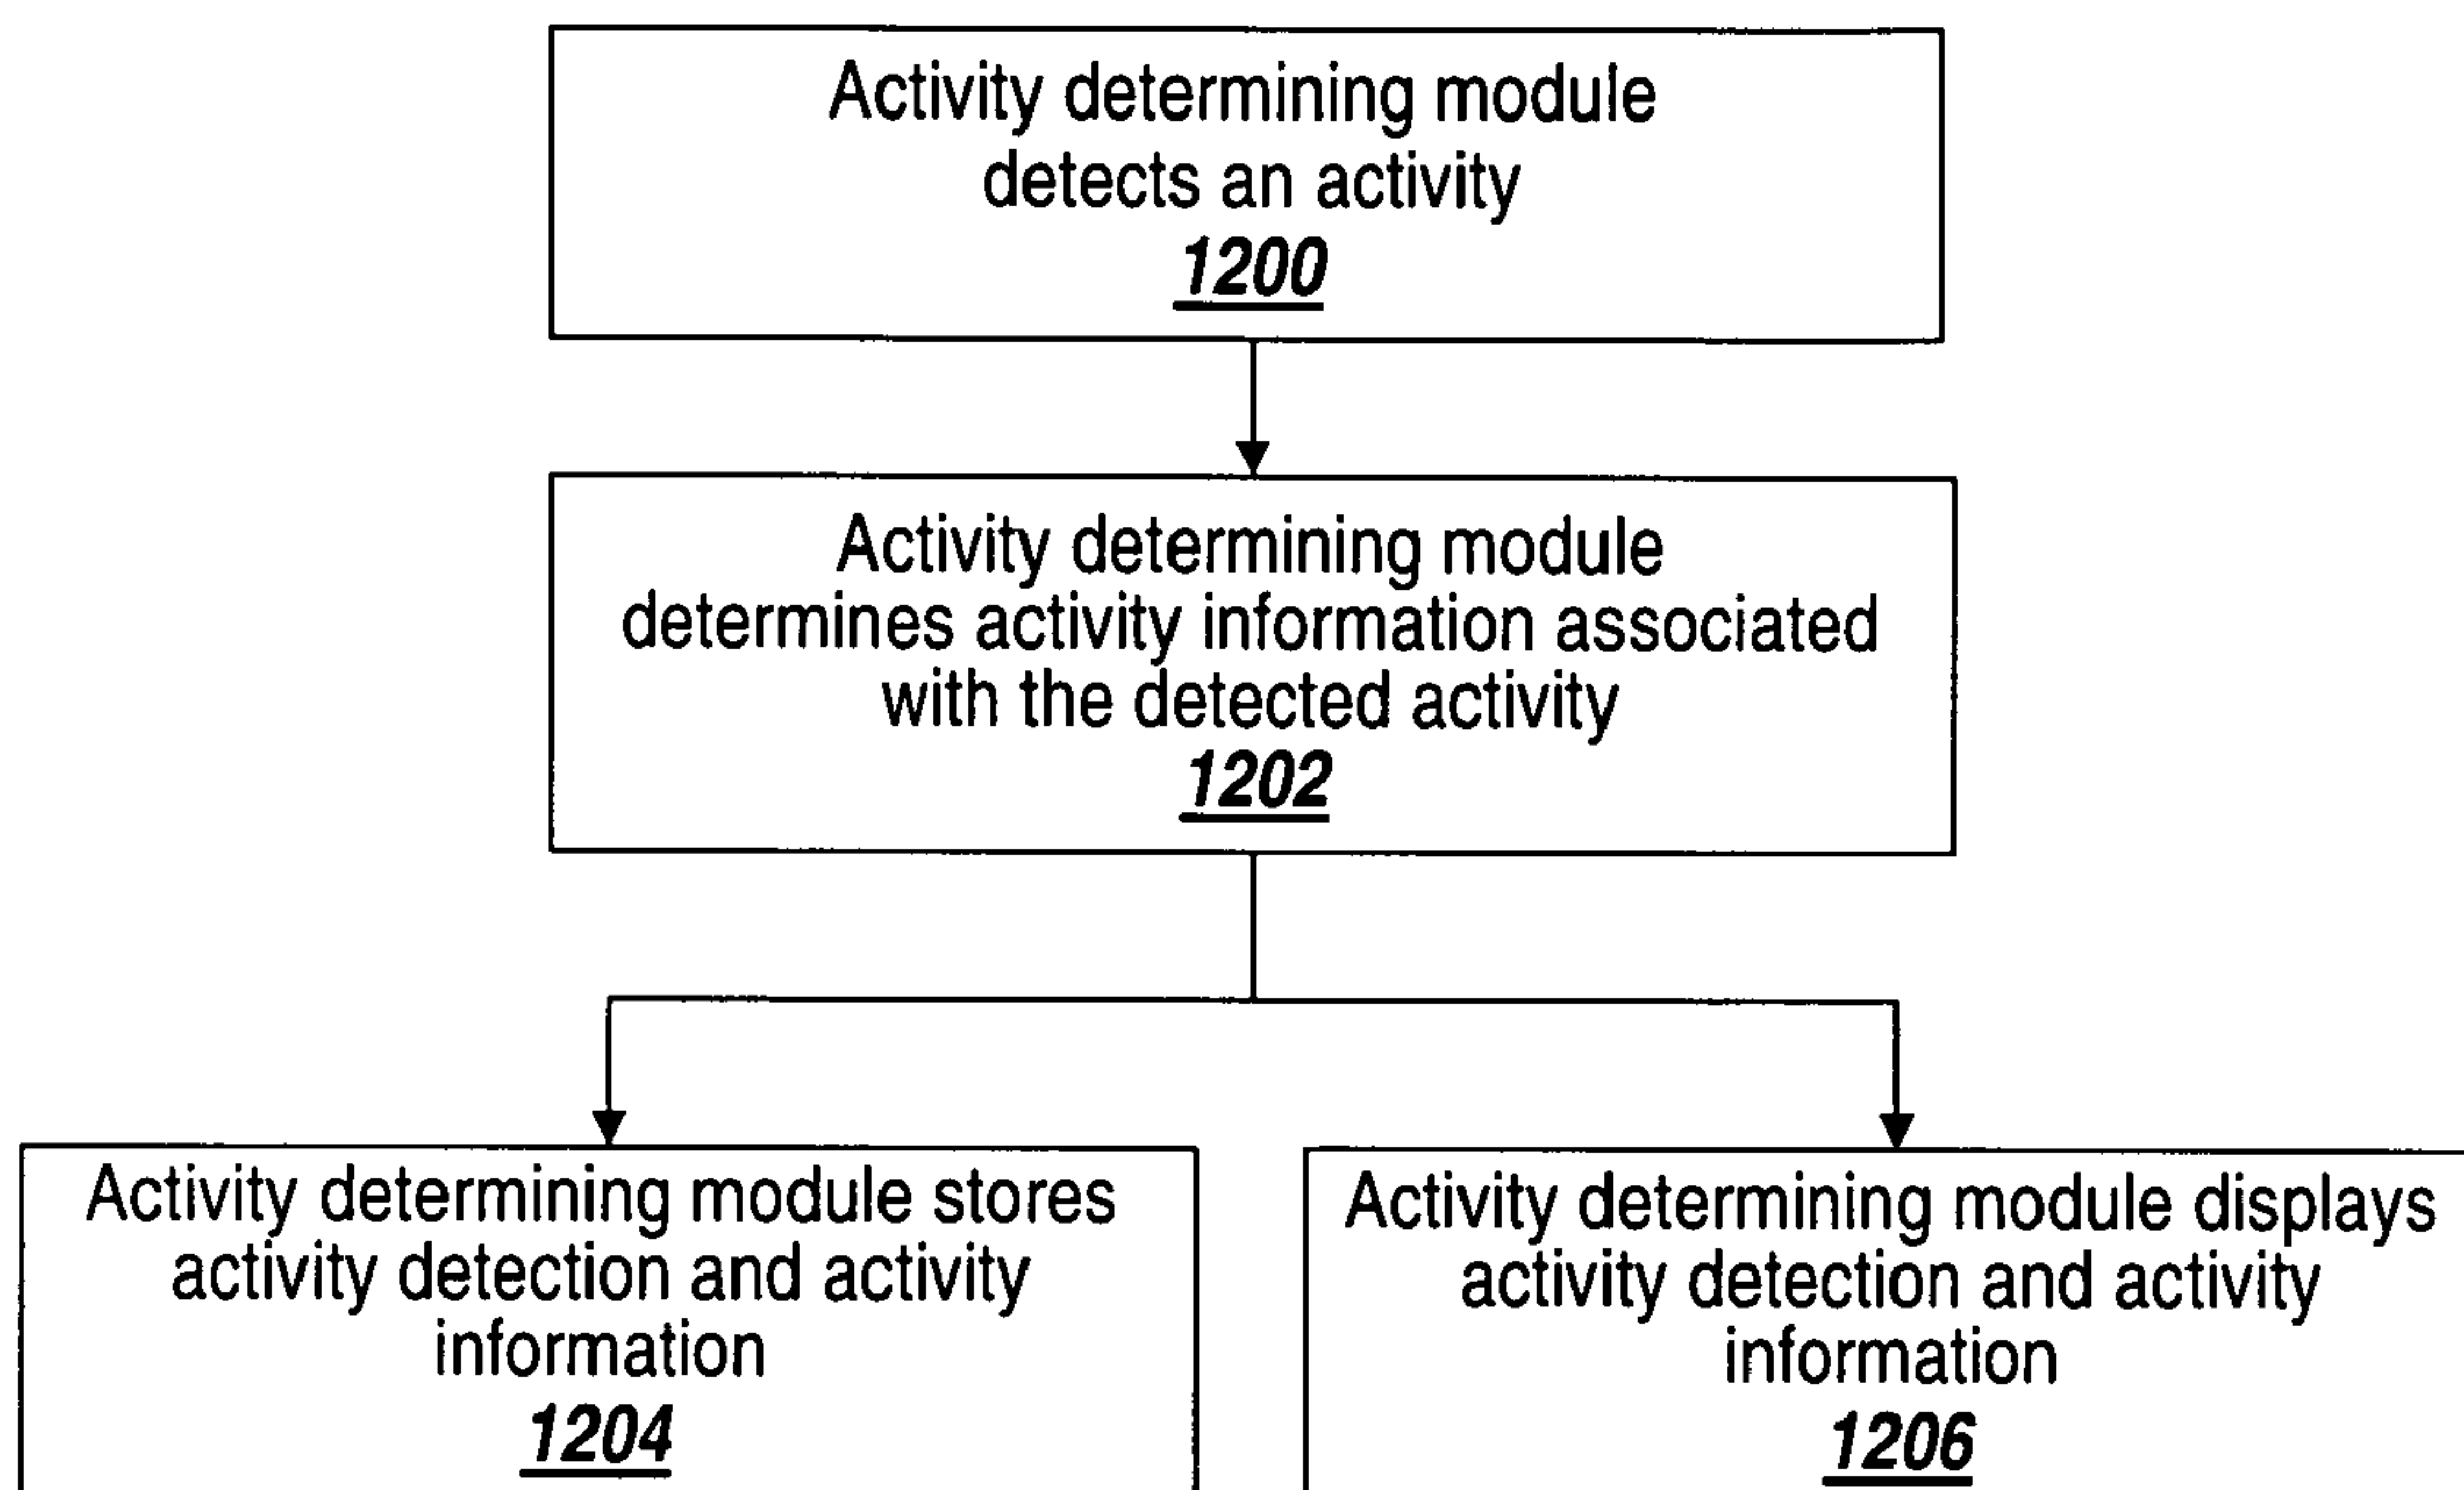 Activity determining module
detects an activity
1200
Activity determining module
determines activity information associated
with the detected activity
1202
Activity determining module stores
activity detection and activity
information
1204
Activity determining module displays
activity detection and activity
information
1206